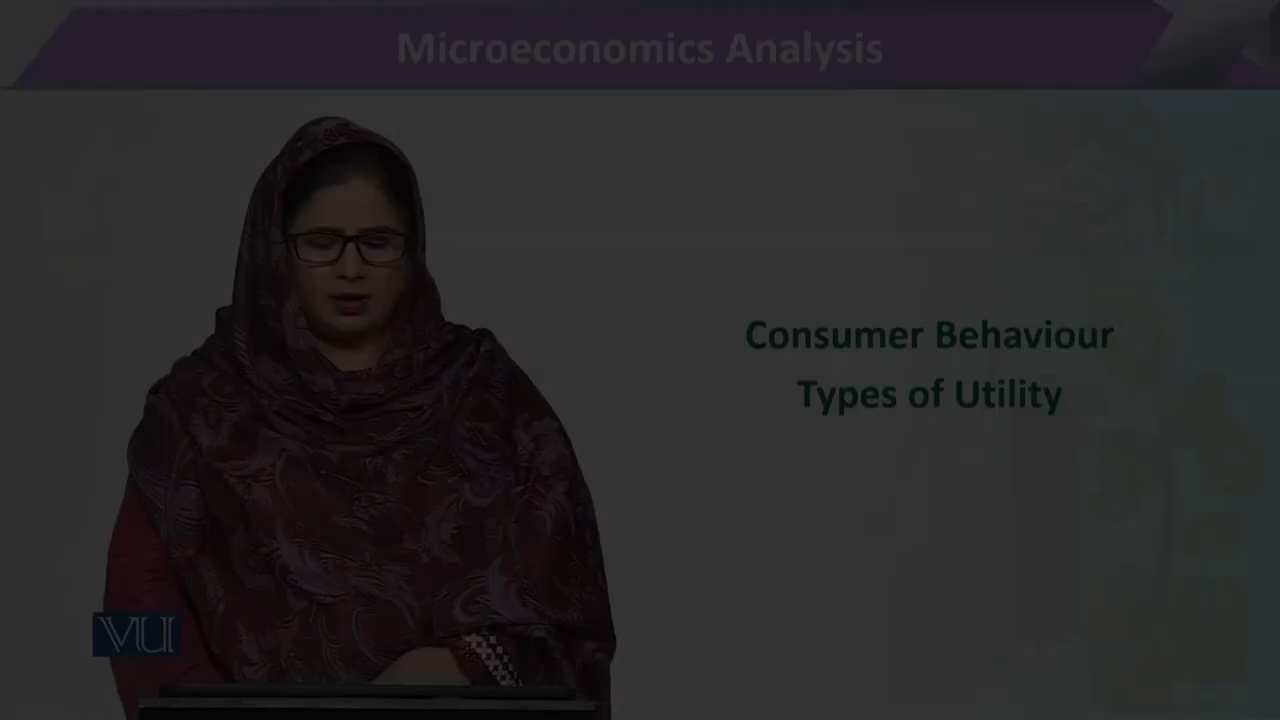 Microeconomics Analysis
Consumer Behaviour
Types of Utility
VU